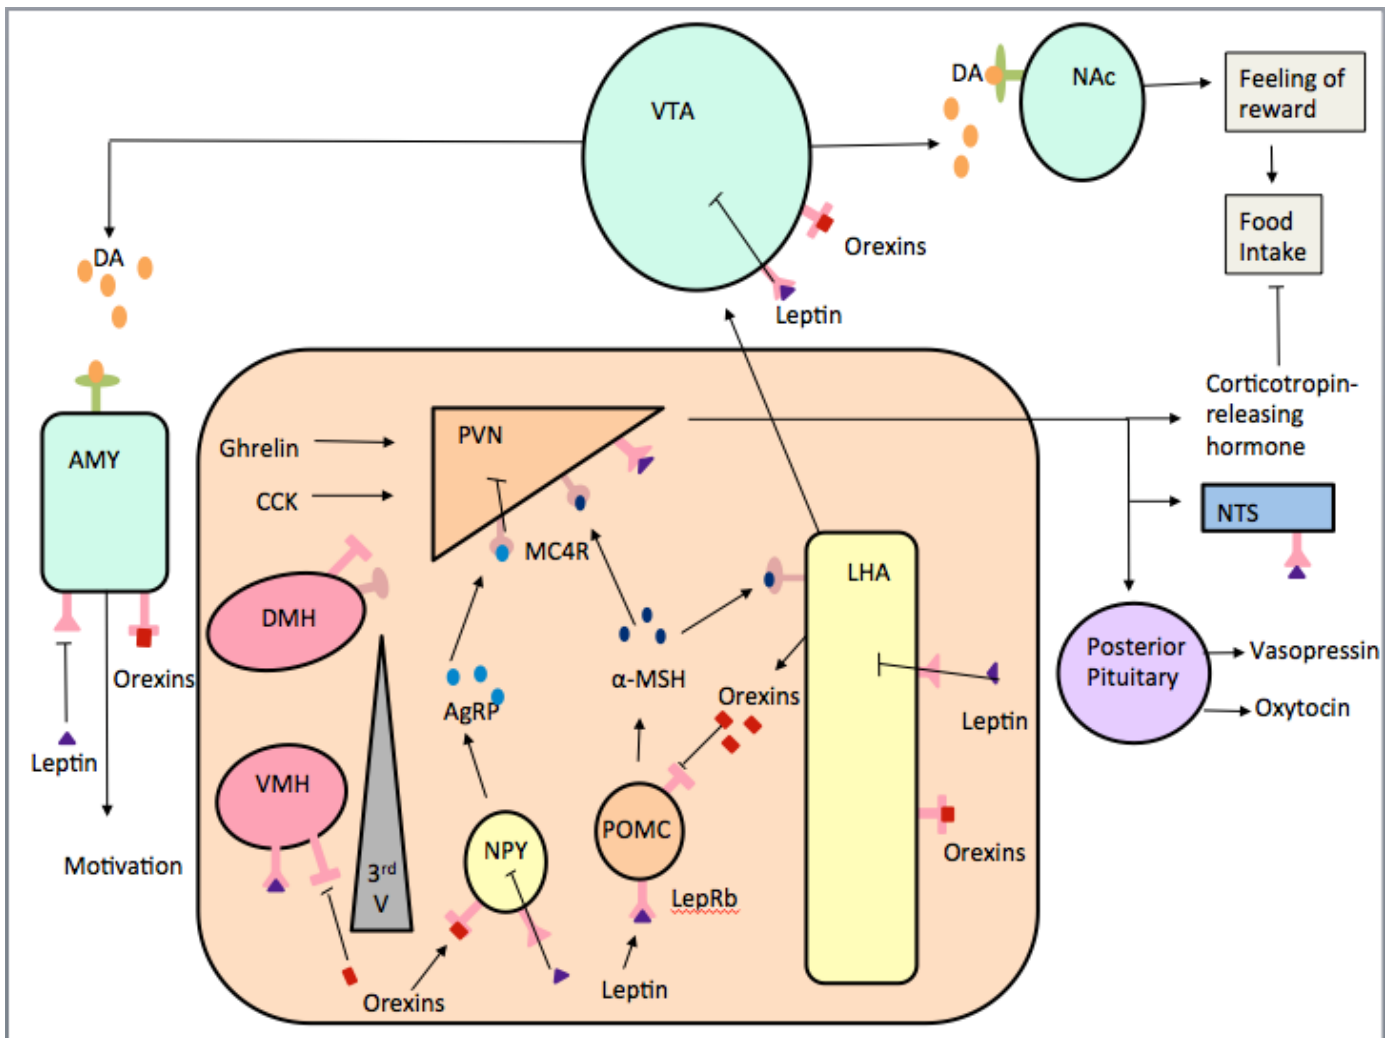 VTA
DA
NAc
Feeling of
reward
Food
Intake
Orexins
Leptin
DA
AMY
Ghrelin
CCK
PVN
MC4R
Corticotropin-
releasing
hormone
NTS
DMH
LHA
Orexins
Leptin
Motivation
α-MSH
AgRP
Orexins
Leptin
Posterior
Pituitary
Vasopressin
Oxytocin
VMH
3rd
V
NPY
POMC
LepRb
Orexins
Leptin
Orexins